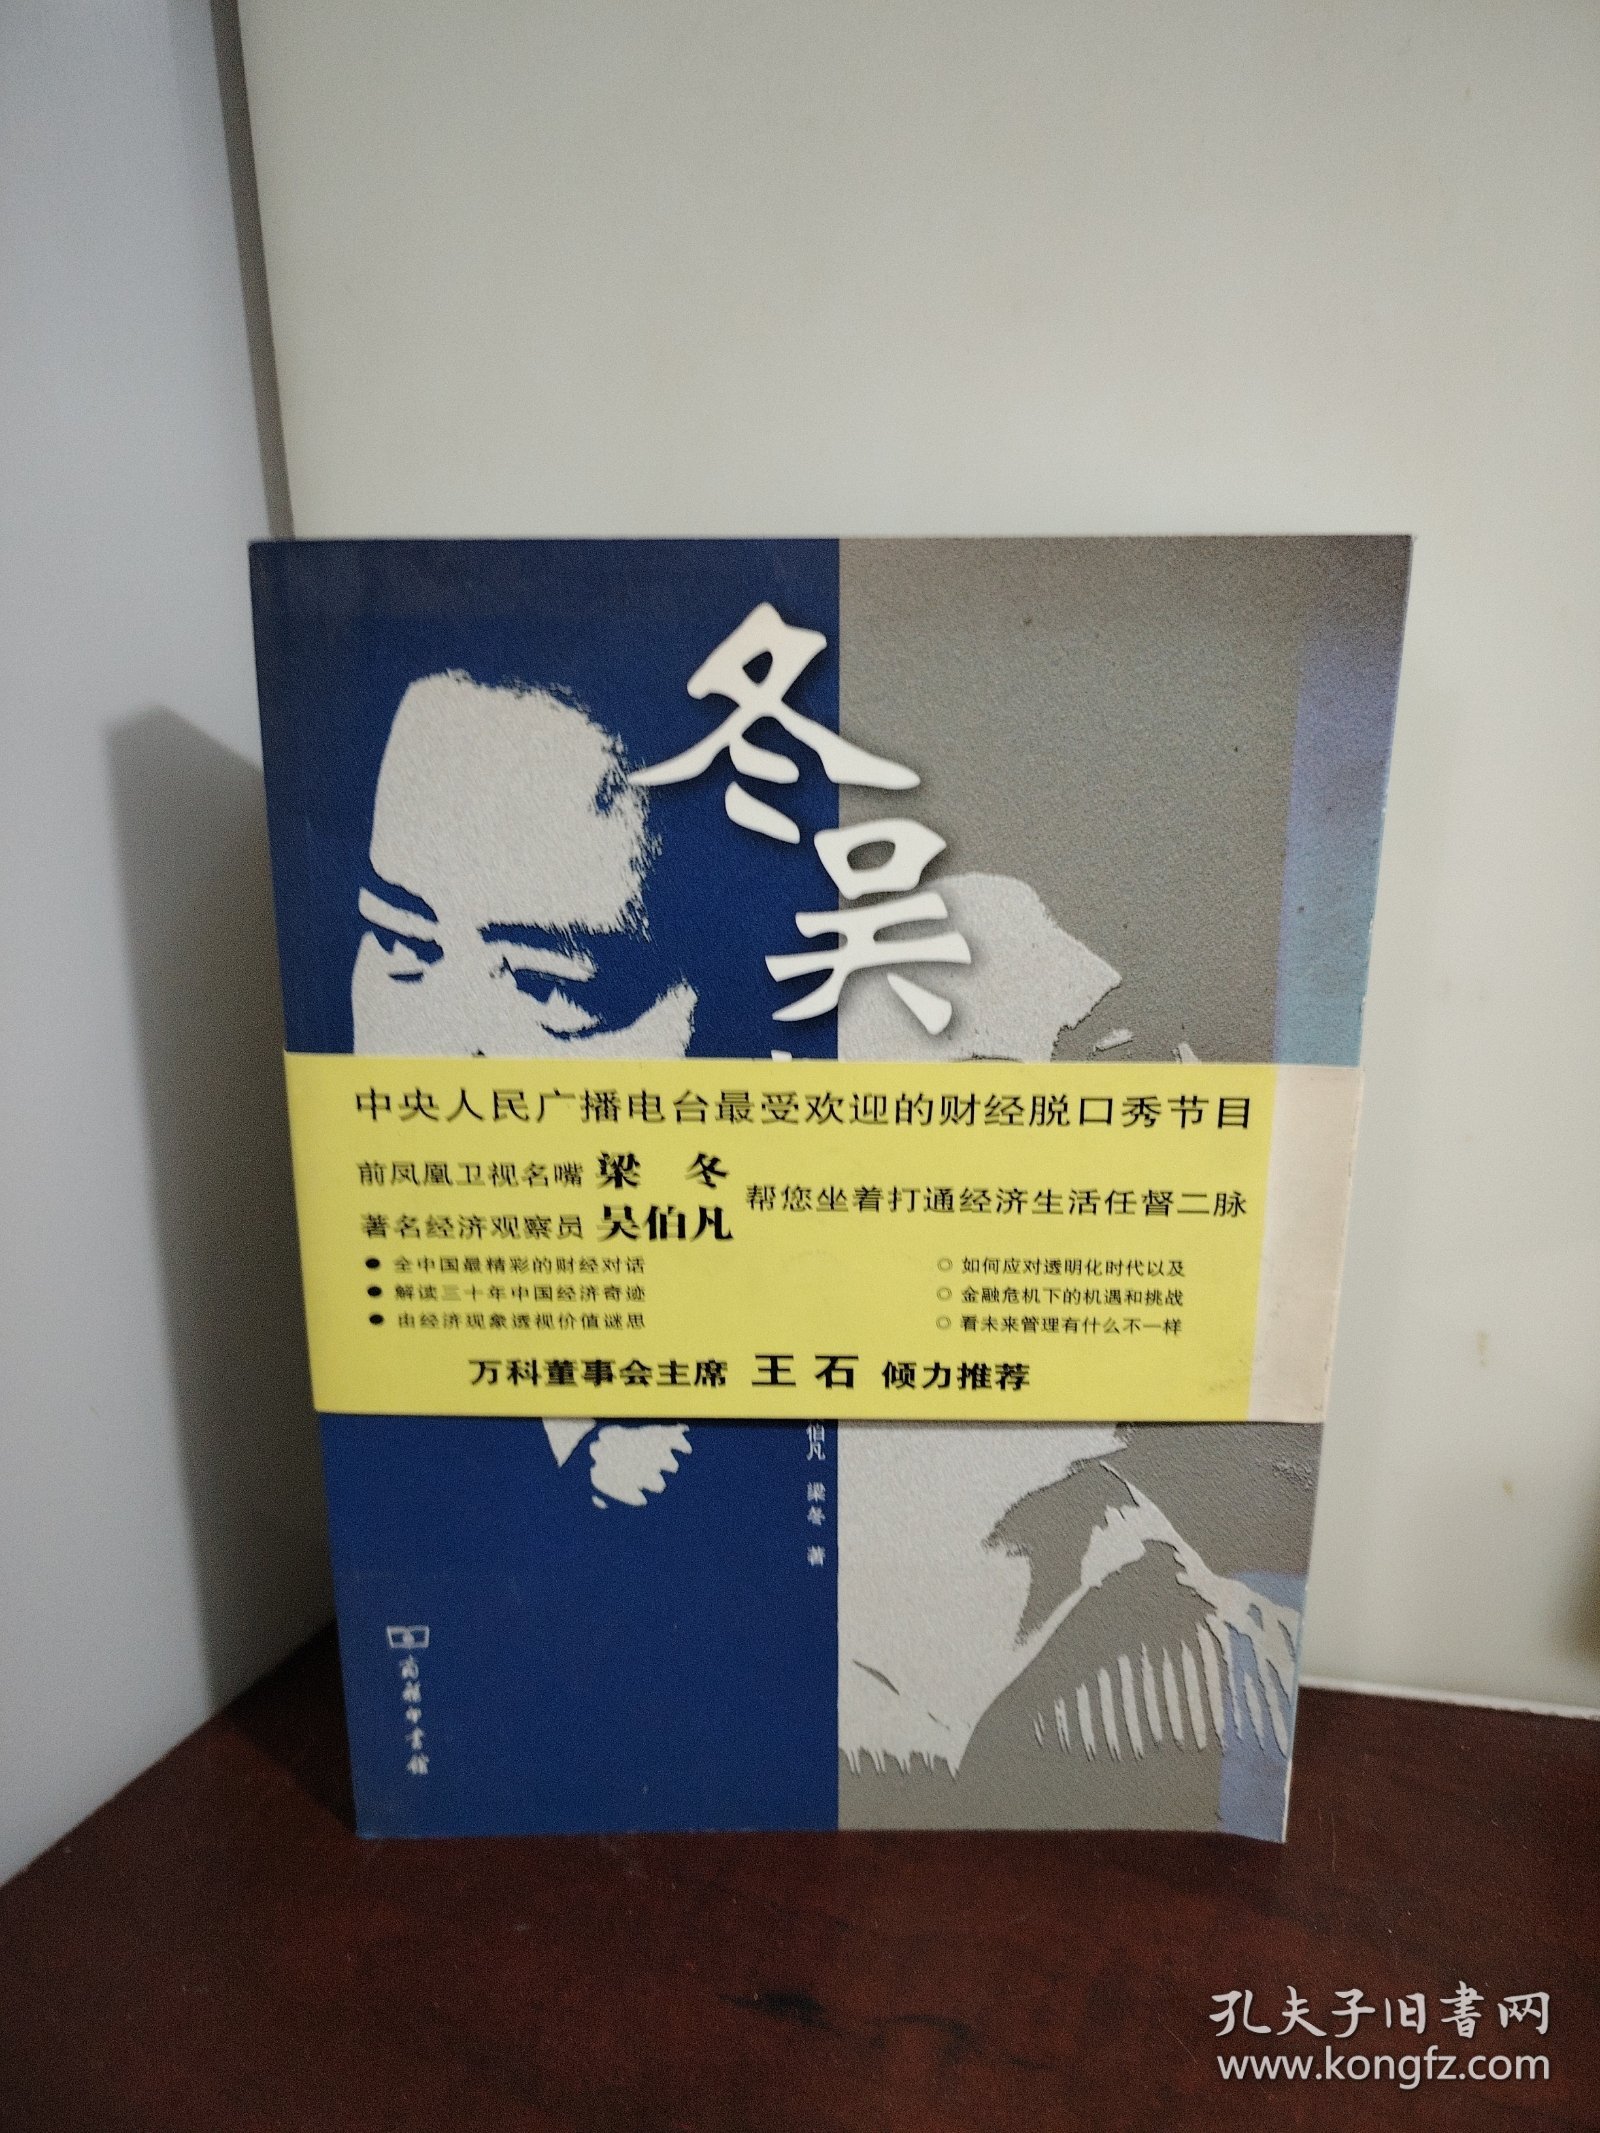 冬
吴
中央人民广播电台最受欢迎的财经脱口秀节目
前凤凰卫视名嘴 梁 冬
著名经济观察员 吴伯凡
帮您坐着打通经济生活任督二脉
● 全中国最精彩的财经对话
● 解读三十年中国经济奇迹
● 由经济现象透视价值谜思
◎ 如何应对透明化时代以及
◎ 金融危机下的机遇和挑战
◎ 看未来管理有什么不一样
万科董事会主席 王 石 倾力推荐
伯凡 梁冬 著
商务印书馆
孔夫子旧书网
www.kongfz.com